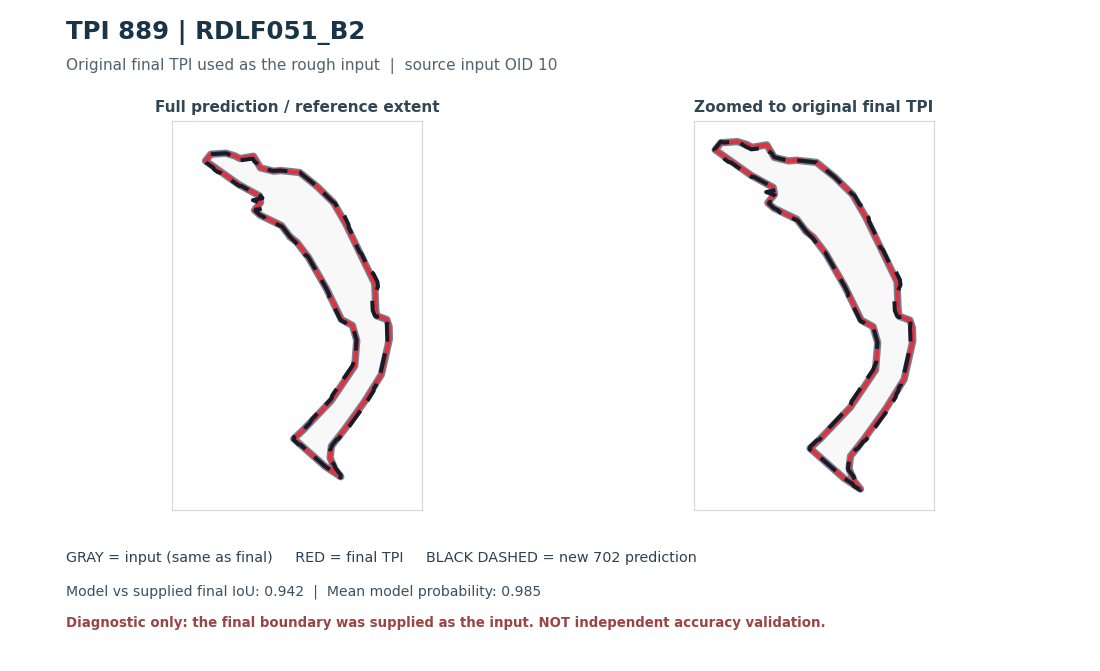 TPI 889 | RDLF051_B2
Original final TPI used as the rough input | source input OID 10
Full prediction / reference extent
Zoomed to original final TPI
GRAY = input (same as final) RED = final TPI BLACK DASHED = new 702 prediction
Model vs supplied final IoU: 0.942 | Mean model probability: 0.985
Diagnostic only: the final boundary was supplied as the input. NOT independent accuracy validation.